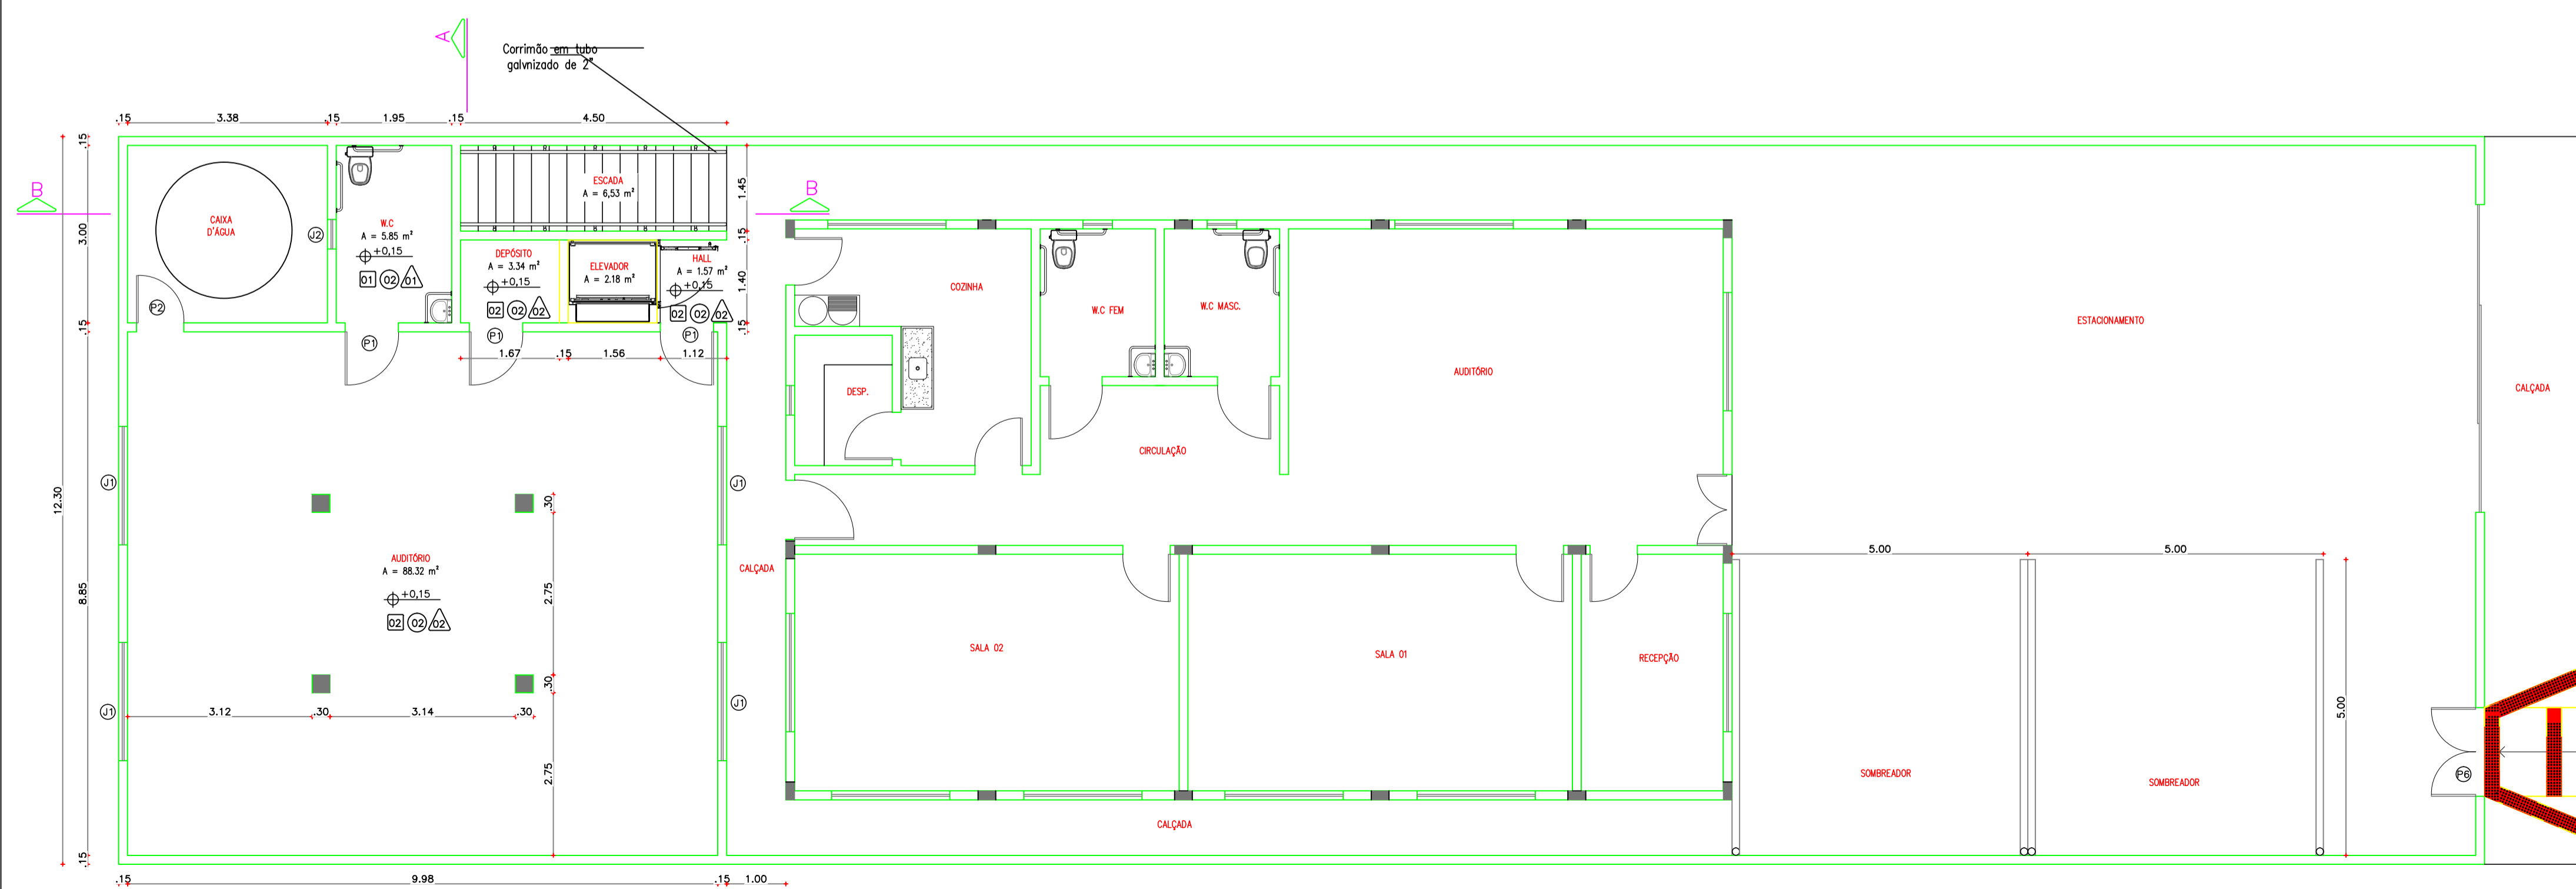 A
Corrimão em tubo
galvnizado de 2"
.15
3.38
.15
1.95
.15
4.50
.15
3.00
.15
12.30
8.85
.15
B
B
CAIXA
D'ÁGUA
P2
J2
W.C
A = 5.85 m²
+0,15
01
02
01
P1
ESCADA
A = 6,53 m²
DEPÓSITO
A = 3.34 m²
+0,15
02
02
02
P1
ELEVADOR
A = 2.18 m²
HALL
A = 1.57 m²
+0,15
02
02
02
P1
1.45
.15
1.40
.15
1.67
.15
1.56
1.12
J1
J1
J1
J1
AUDITÓRIO
A = 88.32 m²
+0,15
02
02
02
.30
2.75
.30
2.75
3.12
.30
3.14
.30
.15
9.98
.15
1.00
CALÇADA
COZINHA
DESP.
W.C FEM
W.C MASC.
CIRCULAÇÃO
AUDITÓRIO
SALA 02
SALA 01
RECEPÇÃO
CALÇADA
ESTACIONAMENTO
CALÇADA
5.00
5.00
5.00
SOMBREADOR
SOMBREADOR
P6